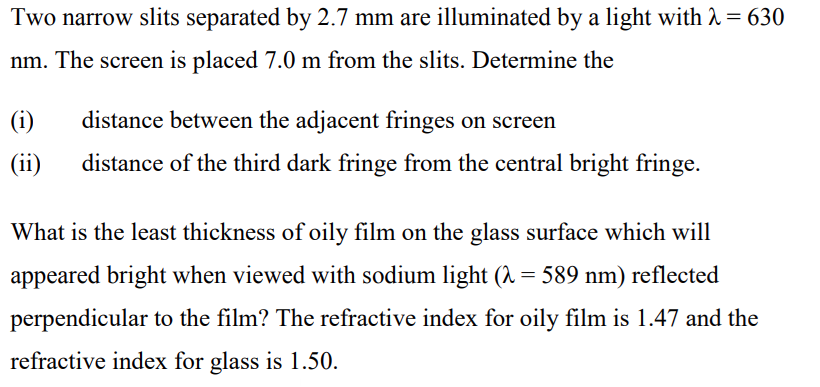 Two narrow slits separated by 2.7 mm are illuminated by a light with λ = 630
nm. The screen is placed 7.0 m from the slits. Determine the
(i) distance between the adjacent fringes on screen
(ii) distance of the third dark fringe from the central bright fringe.
What is the least thickness of oily film on the glass surface which will
appeared bright when viewed with sodium light (λ = 589 nm) reflected
perpendicular to the film? The refractive index for oily film is 1.47 and the
refractive index for glass is 1.50.